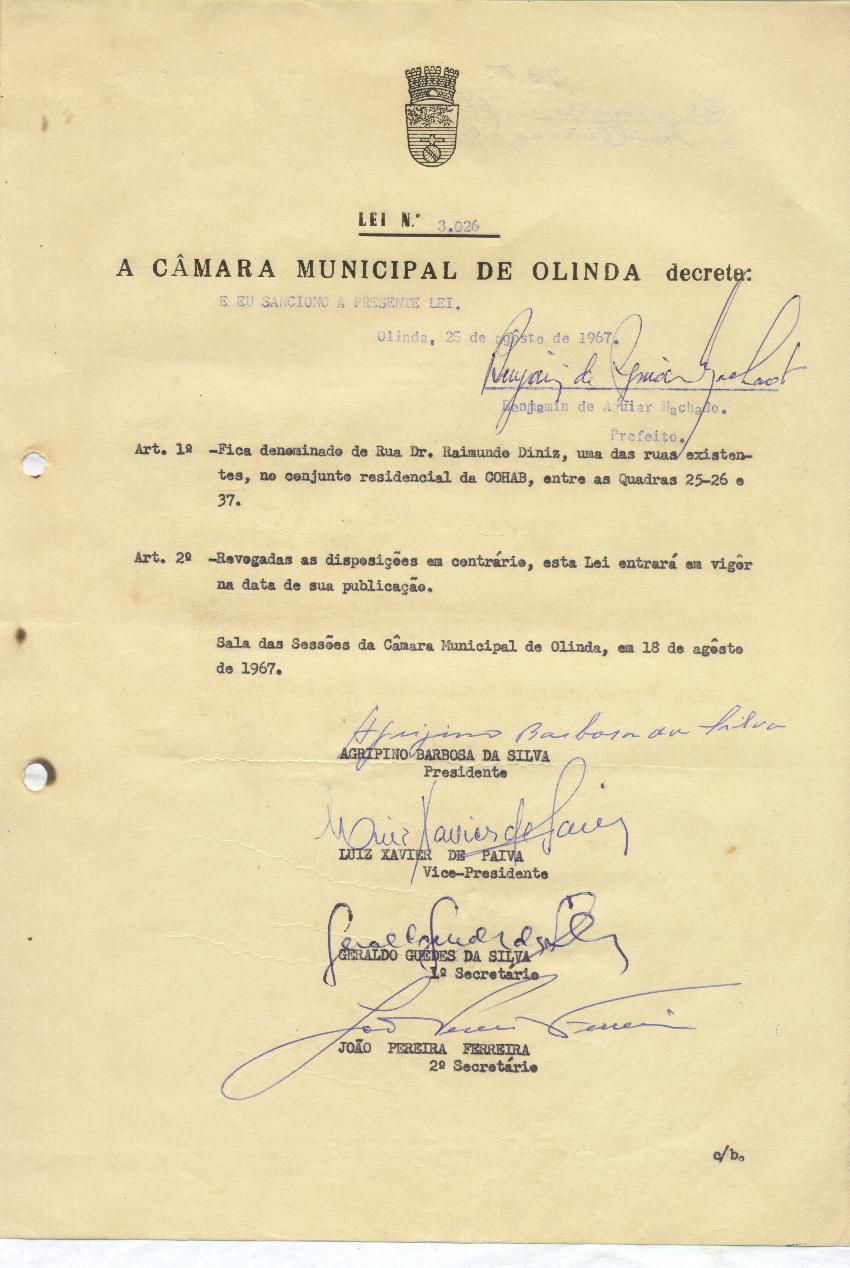 LEI N.º 3.026
A CÂMARA MUNICIPAL DE OLINDA decreta:
E EU SANCIONO A PRESENTE LEI.
Olinda, 25 de agôsto de 1967.
Benjamin de Aguiar Machado
Benjamin de Aguiar Machado.
Prefeito.
Art. 1º -Fica denominado de Rua Dr. Raimundo Diniz, uma das ruas existen-
tes, no conjunto residencial da COHAB, entre as Quadras 25-26 e
37.
Art. 2º -Revogadas as disposições em contrário, esta Lei entrará em vigôr
na data de sua publicação.
Sala das Sessões da Câmara Municipal de Olinda, em 18 de agôsto
de 1967.
Agripino Barbosa da Silva
AGRIPINO BARBOSA DA SILVA
Presidente
Luiz Xavier de Paiva
LUIZ XAVIER DE PAIVA
Vice-Presidente
Geraldo Guedes da Silva
GERALDO GUEDES DA SILVA
1º Secretário
João Pereira Ferreira
JOÃO PEREIRA FERREIRA
2º Secretário
c/b.